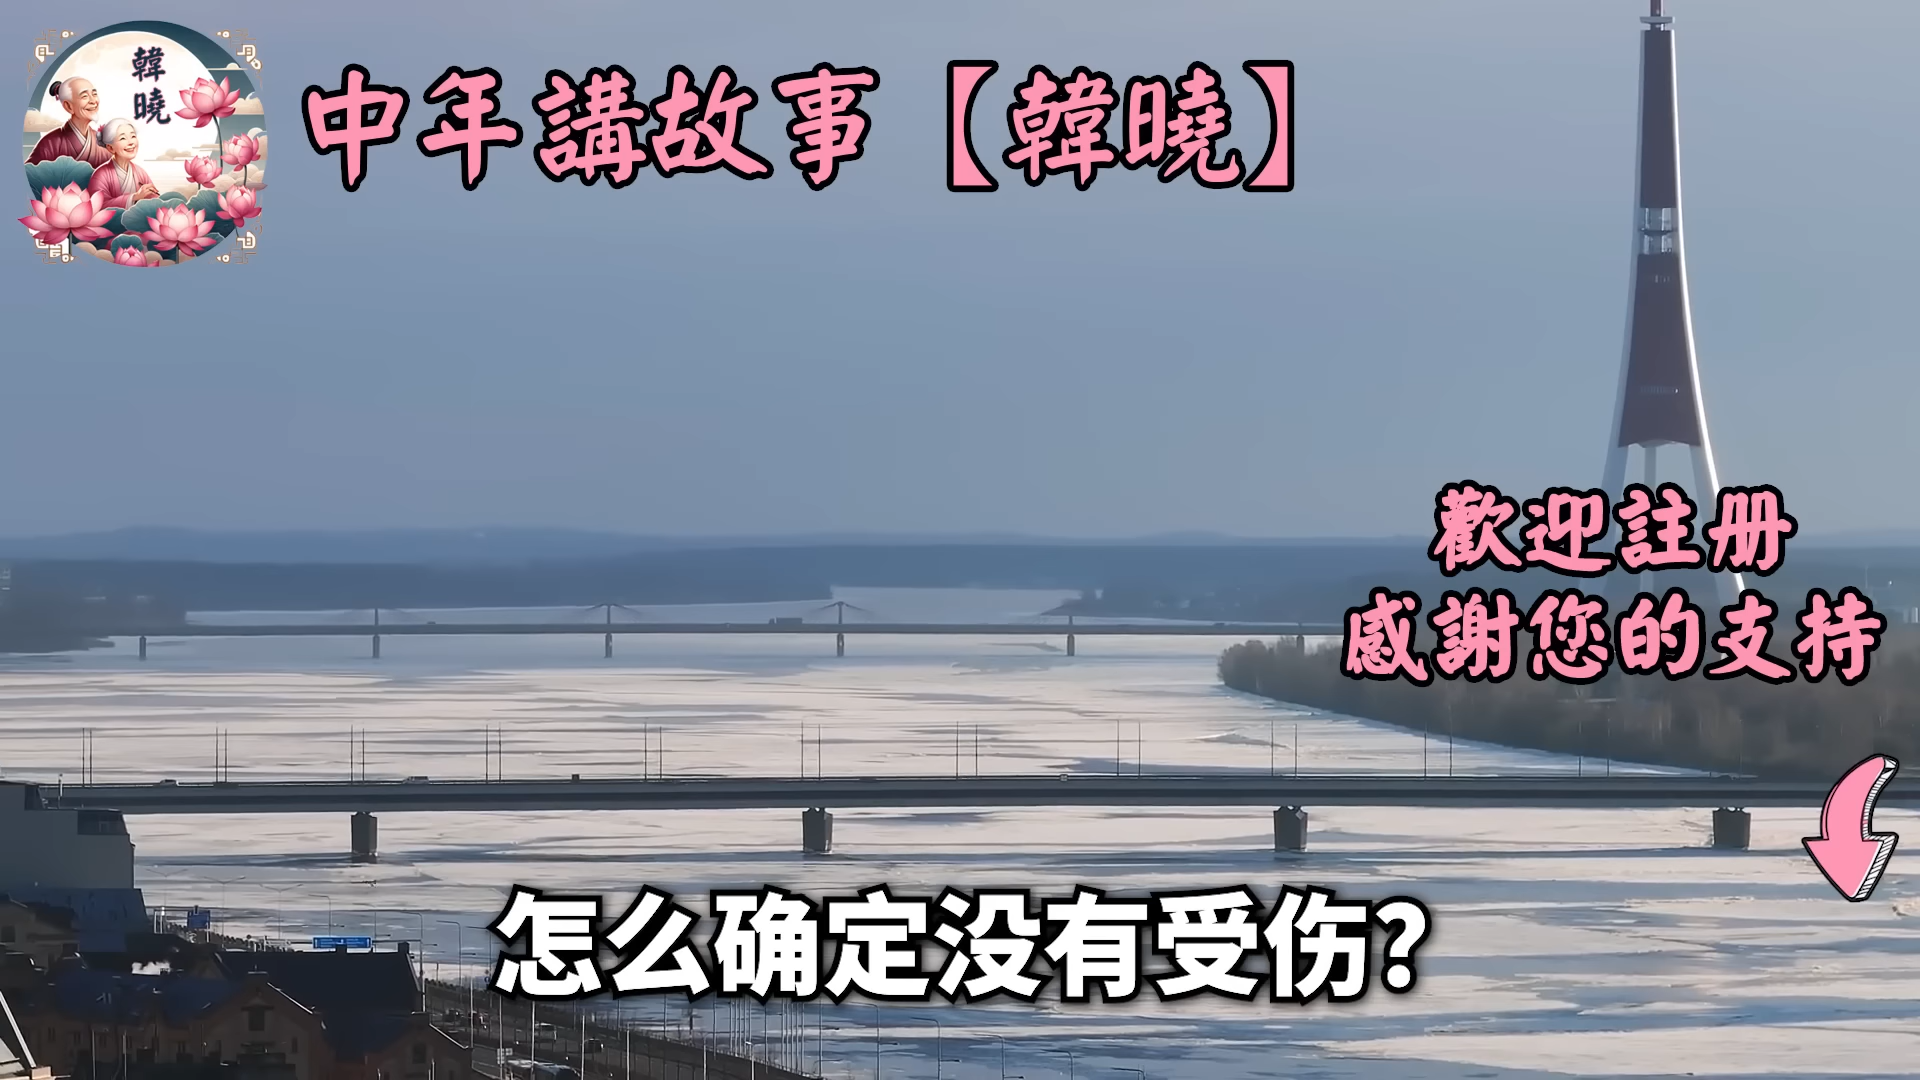 韓曉
中年講故事【韓曉】
歡迎註册
感謝您的支持
怎么确定没有受伤?